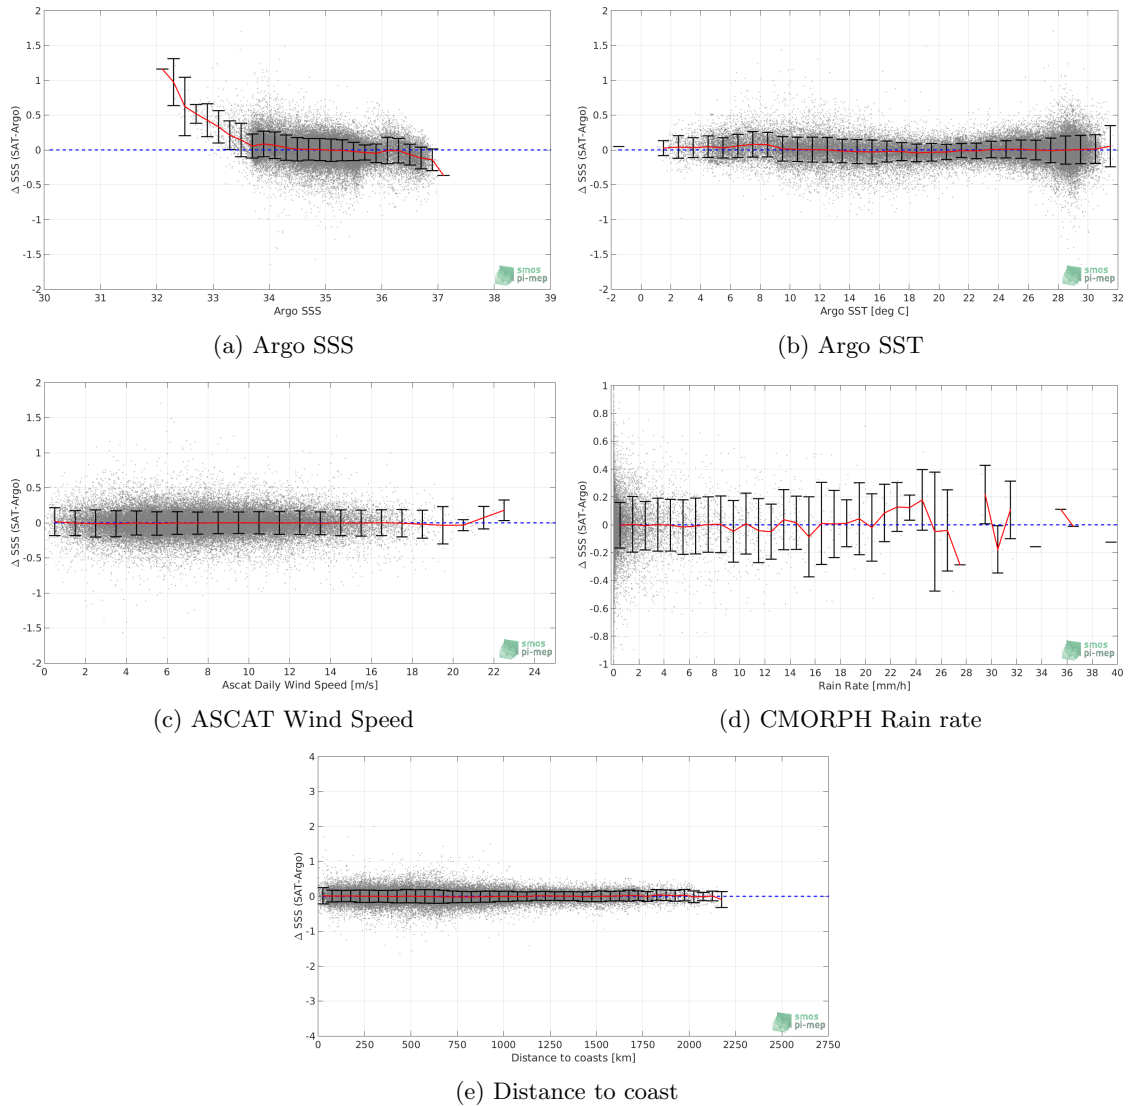 2
1.5
1
0.5
0
-0.5
-1
-1.5
-2
Δ SSS (SAT-Argo)
30 31 32 33 34 35 36 37 38 39
Argo SSS
smos
pi-mep
(a) Argo SSS
2
1.5
1
0.5
0
-0.5
-1
-1.5
-2
Δ SSS (SAT-Argo)
-2 0 2 4 6 8 10 12 14 16 18 20 22 24 26 28 30 32
Argo SST [deg C]
smos
pi-mep
(b) Argo SST
2
1.5
1
0.5
0
-0.5
-1
-1.5
-2
Δ SSS (SAT-Argo)
0 2 4 6 8 10 12 14 16 18 20 22 24
Ascat Daily Wind Speed [m/s]
smos
pi-mep
(c) ASCAT Wind Speed
1
0.8
0.6
0.4
0.2
0
-0.2
-0.4
-0.6
-0.8
-1
Δ SSS (SAT-Argo)
0 2 4 6 8 10 12 14 16 18 20 22 24 26 28 30 32 34 36 38 40
Rain Rate [mm/h]
smos
pi-mep
(d) CMORPH Rain rate
4
3
2
1
0
-1
-2
-3
-4
Δ SSS (SAT-Argo)
0 250 500 750 1000 1250 1500 1750 2000 2250 2500 2750
Distance to coasts [km]
smos
pi-mep
(e) Distance to coast